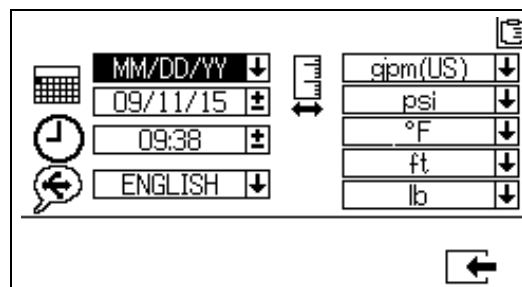 MM/DD/YY
09/11/15
09:38
ENGLISH
gpm(US)
psi
°F
ft
lb